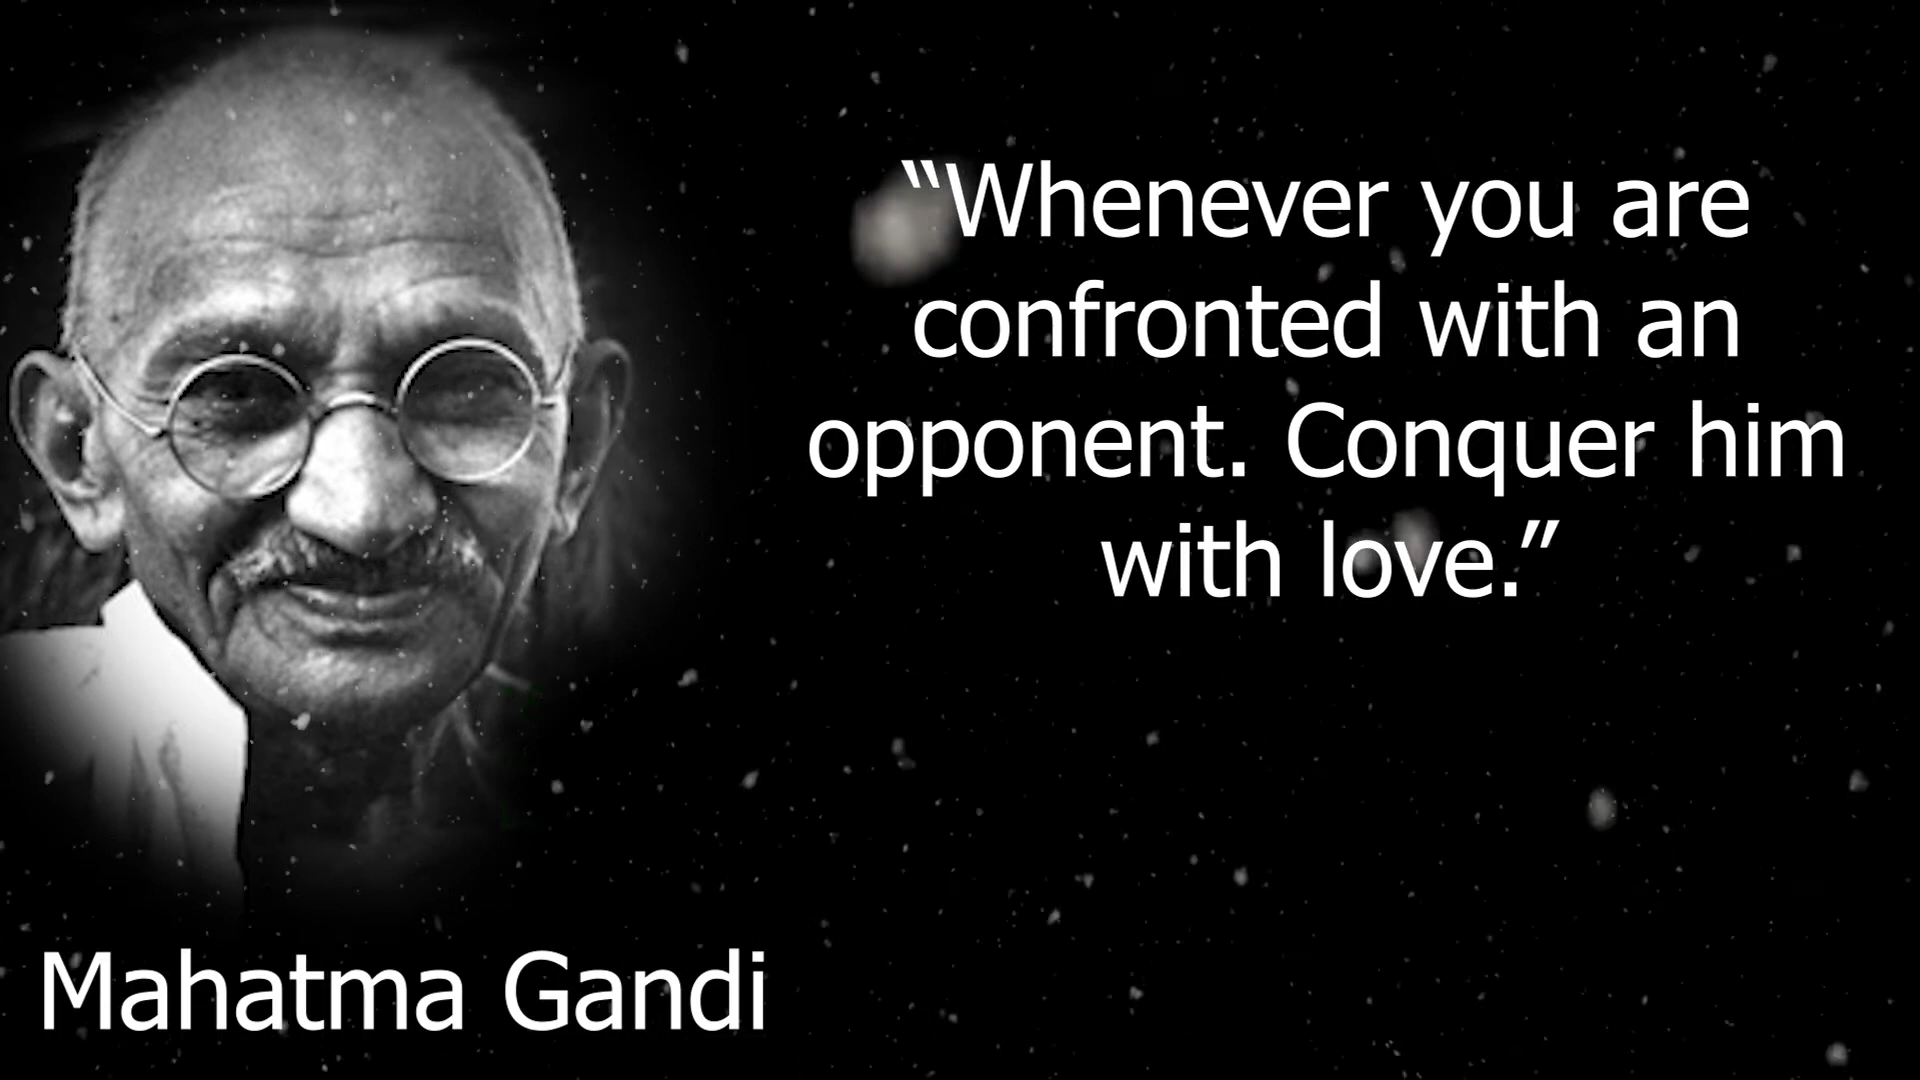 “Whenever you are
confronted with an
opponent. Conquer him
with love.”
Mahatma Gandi